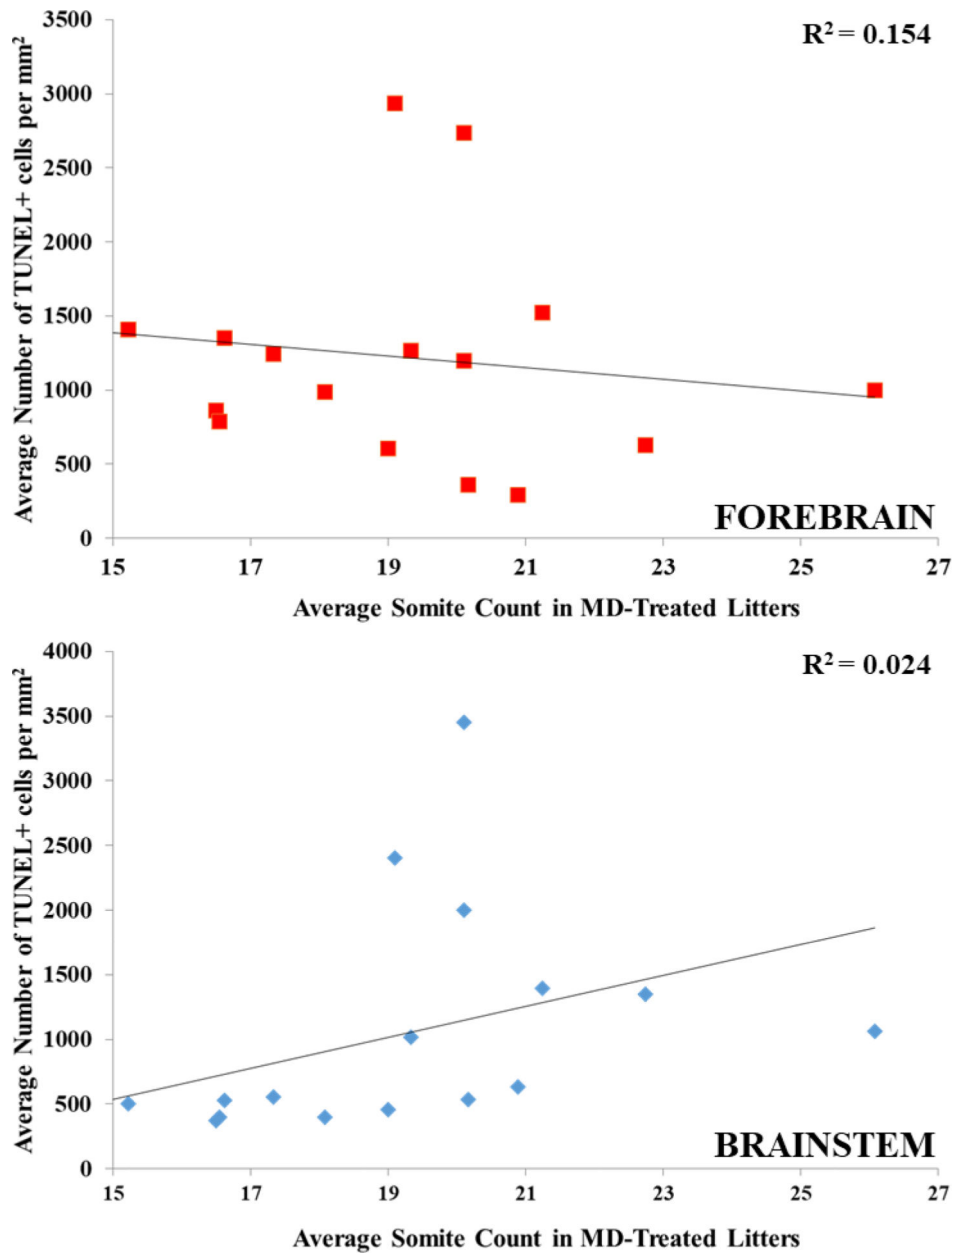 R² = 0.154
Average Number of TUNEL+ cells per mm²
3500
3000
2500
2000
1500
1000
500
0
FOREBRAIN
15 17 19 21 23 25 27
Average Somite Count in MD-Treated Litters
R² = 0.024
Average Number of TUNEL+ cells per mm²
4000
3500
3000
2500
2000
1500
1000
500
0
BRAINSTEM
15 17 19 21 23 25 27
Average Somite Count in MD-Treated Litters